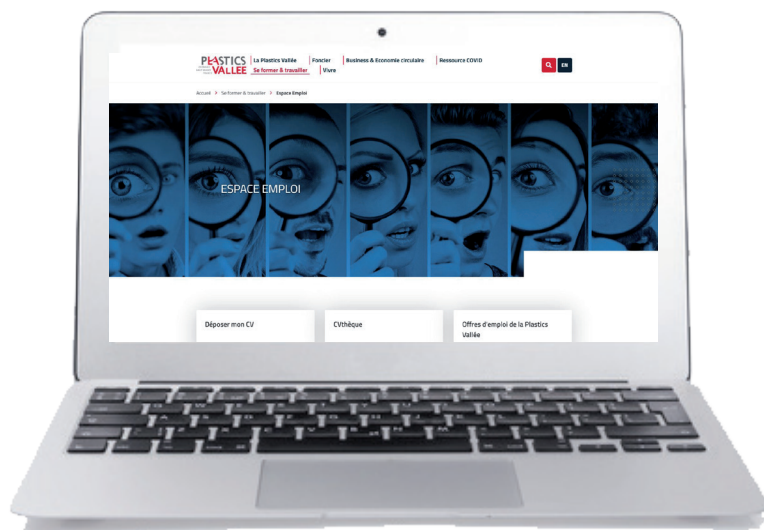 PLASTICS
VALLÉE
La Plastics Vallée
Foncier
Business & Economie circulaire
Ressource COVID
EN
Se former & travailler
Vivre
Accueil > Se former & travailler > Espace Emploi
ESPACE EMPLOI
Déposer mon CV
CVthèque
Offres d'emploi de la Plastics
Vallée